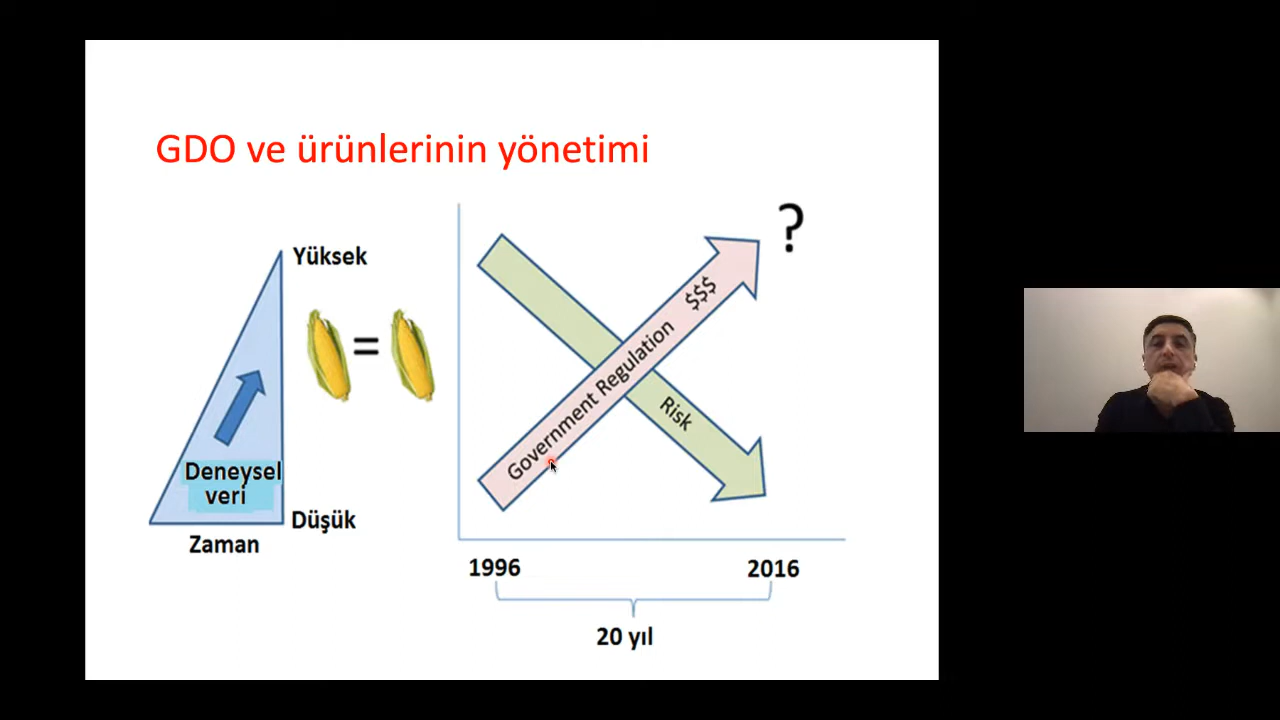 GDO ve ürünlerinin yönetimi
Yüksek
=
Deneysel
veri
Düşük
Zaman
?
$$$
Government Regulation
Risk
1996
2016
20 yıl